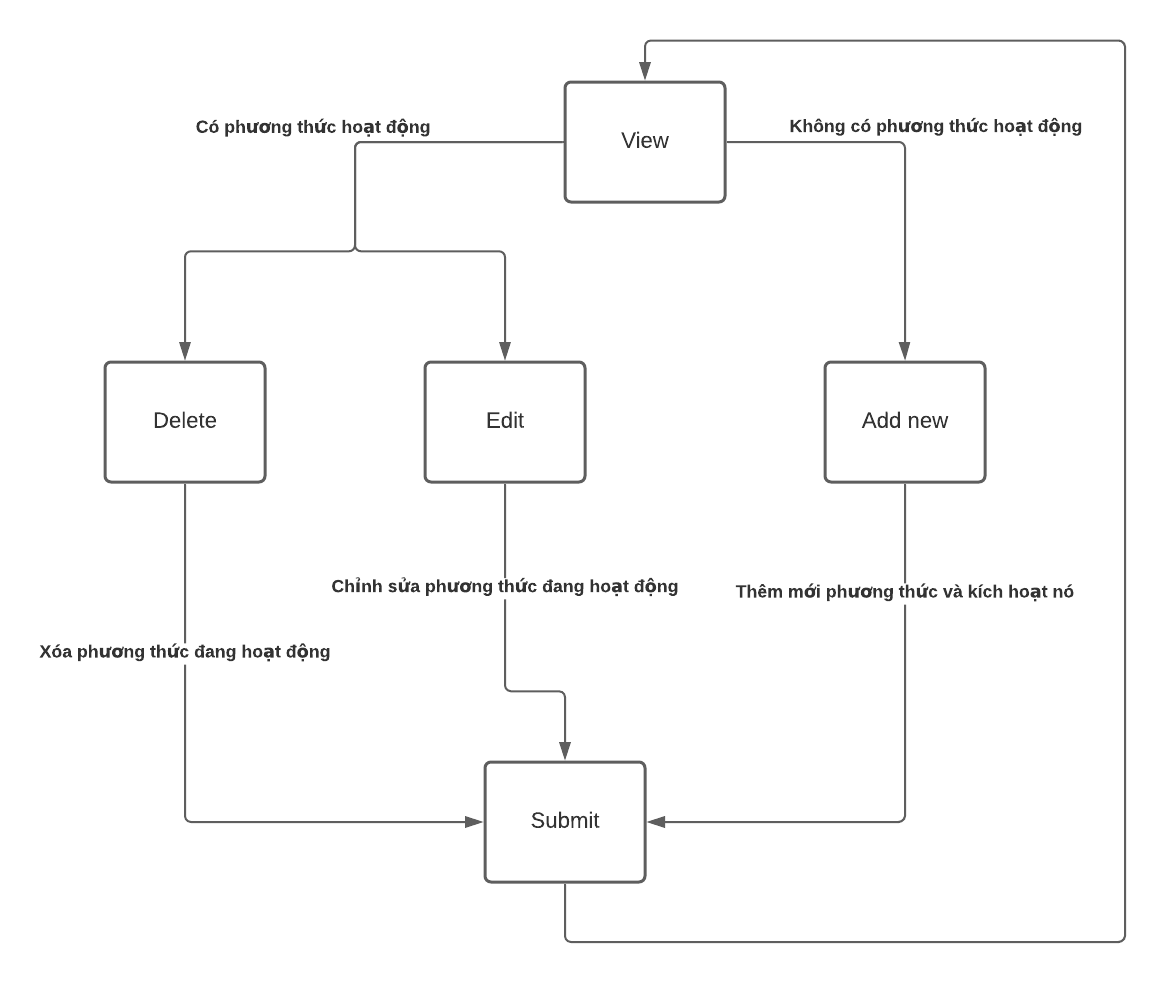 Có phương thức hoạt động
Không có phương thức hoạt động
View
Delete
Edit
Add new
Chỉnh sửa phương thức đang hoạt động
Thêm mới phương thức và kích hoạt nó
Xóa phương thức đang hoạt động
Submit